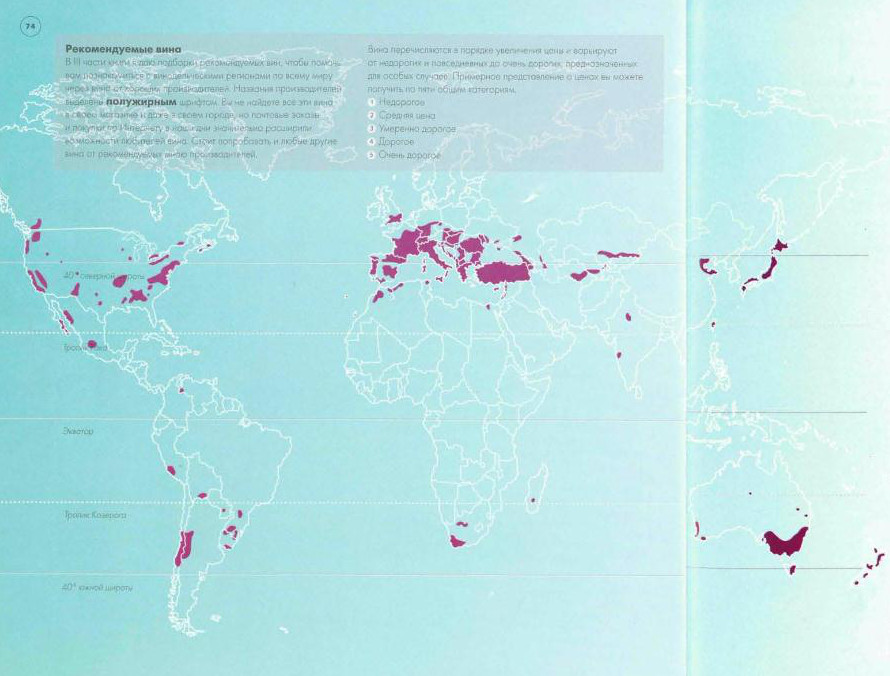 74
Рекомендуемые вина
В III части книги я даю подборки рекомендуемых вин, чтобы помочь
вам познакомиться с винодельческими регионами по всему миру
через вина от хороших производителей. Названия производителей
выделены полужирным шрифтом. Вы не найдете все эти вина
в своем магазине и даже в своем городе, но почтовые заказы
и покупки по Интернету в наши дни значительно расширили
возможности любителей вина. Стоит попробовать и любые другие
вина от рекомендуемых мною производителей.
Вина перечисляются в порядке увеличения цены и варьируют
от недорогих и повседневных до очень дорогих, предназначенных
для особых случаев. Примерное представление о ценах вы можете
получить по пяти общим категориям.
1 Недорогое
2 Средняя цена
3 Умеренно дорогое
4 Дорогое
5 Очень дорогое
40° северной широты
Тропик Рака
Экватор
Тропик Козерога
40° южной широты